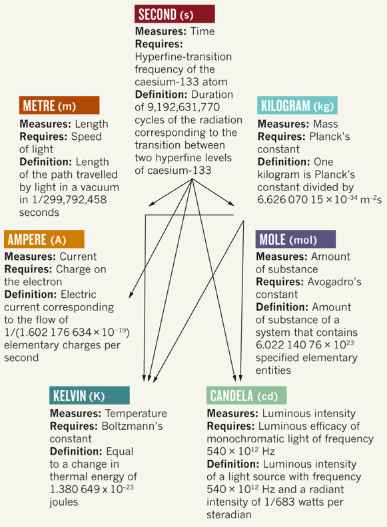 SECOND (s)
Measures: Time
Requires:
Hyperfine-transition
frequency of the
caesium-133 atom
Definition: Duration
of 9,192,631,770
cycles of the radiation
corresponding to the
transition between
two hyperfine levels
of caesium-133
METRE (m)
Measures: Length
Requires: Speed
of light
Definition: Length
of the path travelled
by light in a vacuum
in 1/299,792,458
seconds
KILOGRAM (kg)
Measures: Mass
Requires: Planck's
constant
Definition: One
kilogram is Planck's
constant divided by
6.626 070 15 × 10⁻³⁴ m⁻²s
AMPERE (A)
Measures: Current
Requires: Charge on
the electron
Definition: Electric
current corresponding
to the flow of
1/(1.602 176 634 × 10⁻¹⁹)
elementary charges per
second
MOLE (mol)
Measures: Amount
of substance
Requires: Avogadro's
constant
Definition: Amount
of substance of a
system that contains
6.022 140 76 × 10²³
specified elementary
entities
KELVIN (K)
Measures: Temperature
Requires: Boltzmann's
constant
Definition: Equal
to a change in
thermal energy of
1.380 649 x 10⁻²³
joules
CANDELA (cd)
Measures: Luminous intensity
Requires: Luminous efficacy of
monochromatic light of frequency
540 × 10¹² Hz
Definition: Luminous intensity
of a light source with frequency
540 × 10¹² Hz and a radiant
intensity of 1/683 watts per
steradian